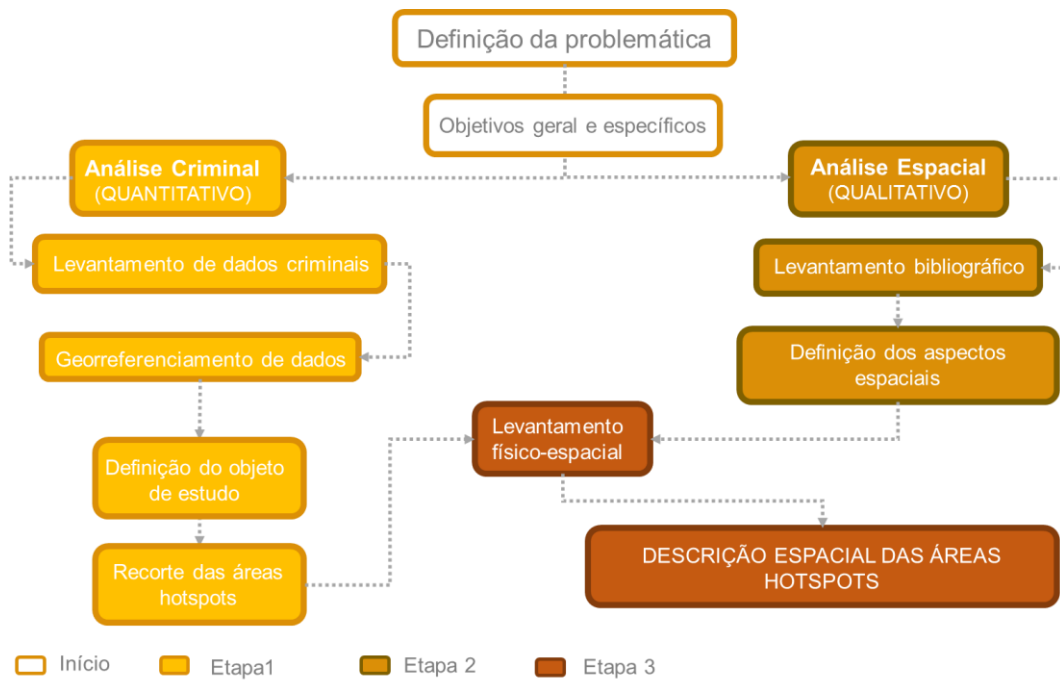 Definição da problemática
Objetivos geral e específicos
Análise Criminal
(QUANTITATIVO)
Análise Espacial
(QUALITATIVO)
Levantamento de dados criminais
Levantamento bibliográfico
Georreferenciamento de dados
Definição dos aspectos
espaciais
Levantamento
físico-espacial
Definição do objeto
de estudo
Recorte das áreas
hotspots
DESCRIÇÃO ESPACIAL DAS ÁREAS
HOTSPOTS
Início
Etapa1
Etapa 2
Etapa 3